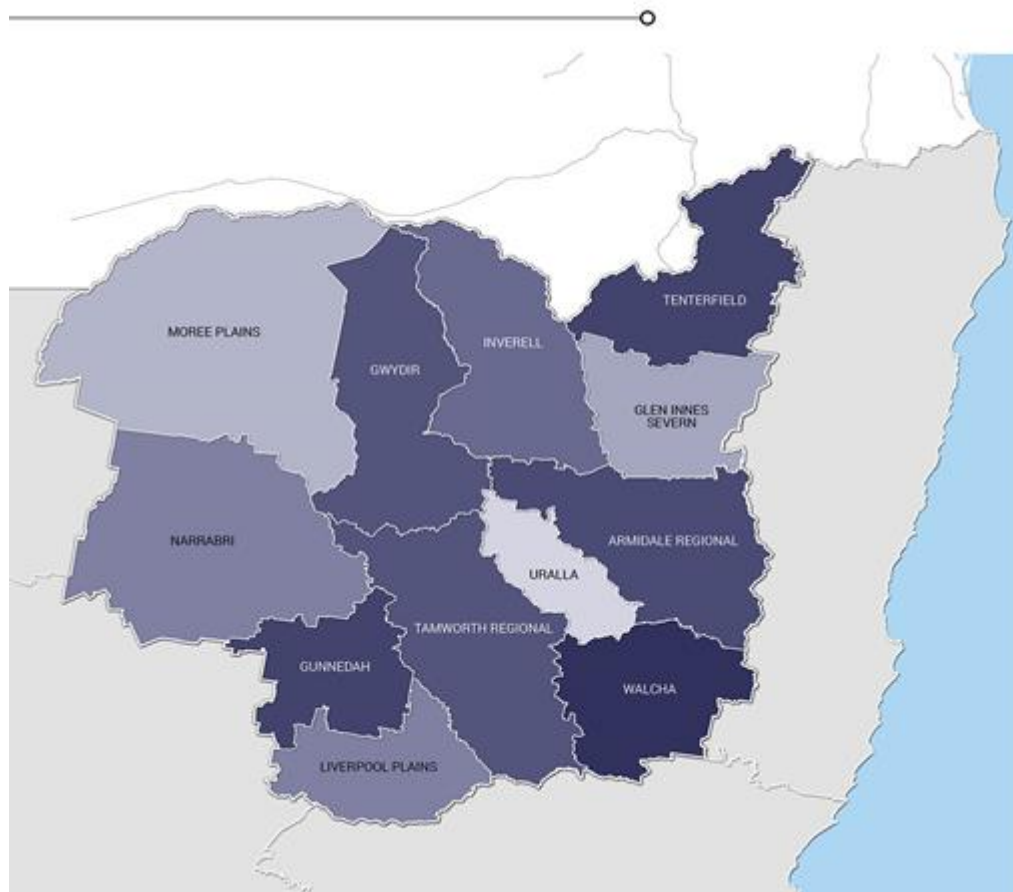 TENTERFIELD
MOREE PLAINS
INVERELL
GWYDIR
GLEN INNES
SEVERN
NARRABRI
ARMIDALE REGIONAL
URALLA
TAMWORTH REGIONAL
GUNNEDAH
WALCHA
LIVERPOOL PLAINS